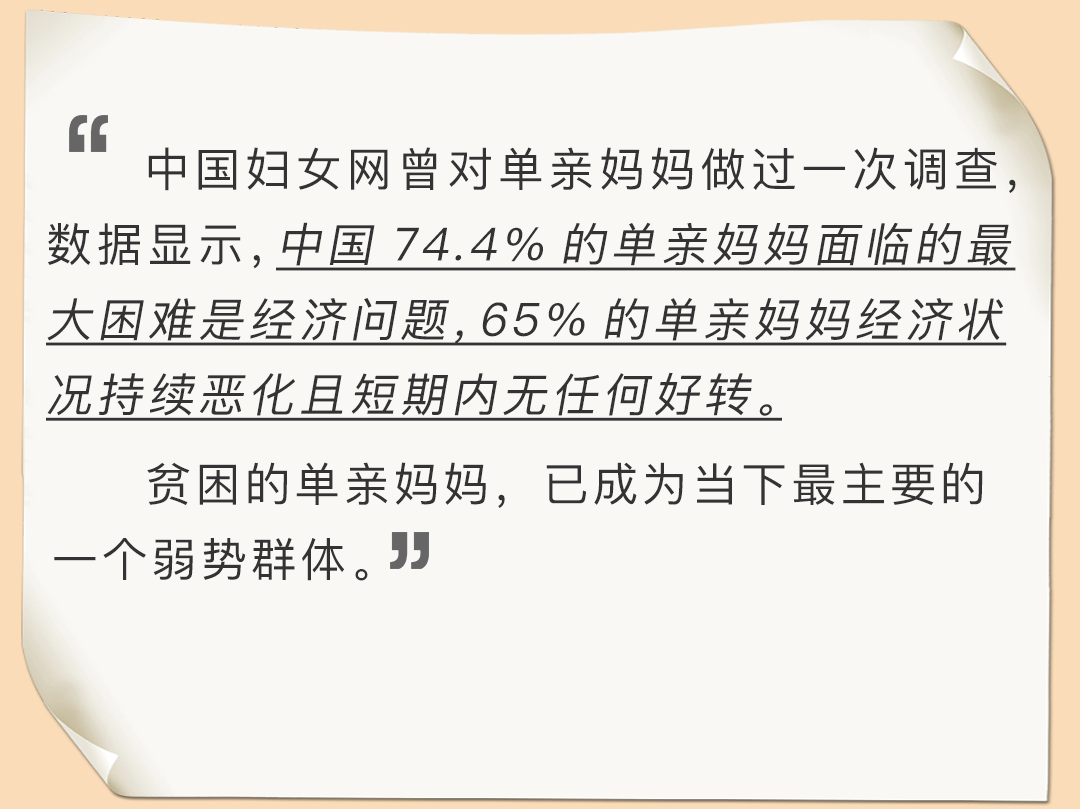 “中国妇女网曾对单亲妈妈做过一次调查，
数据显示，中国 74.4% 的单亲妈妈面临的最
大困难是经济问题，65% 的单亲妈妈经济状
况持续恶化且短期内无任何好转。
贫困的单亲妈妈，已成为当下最主要的
一个弱势群体。”